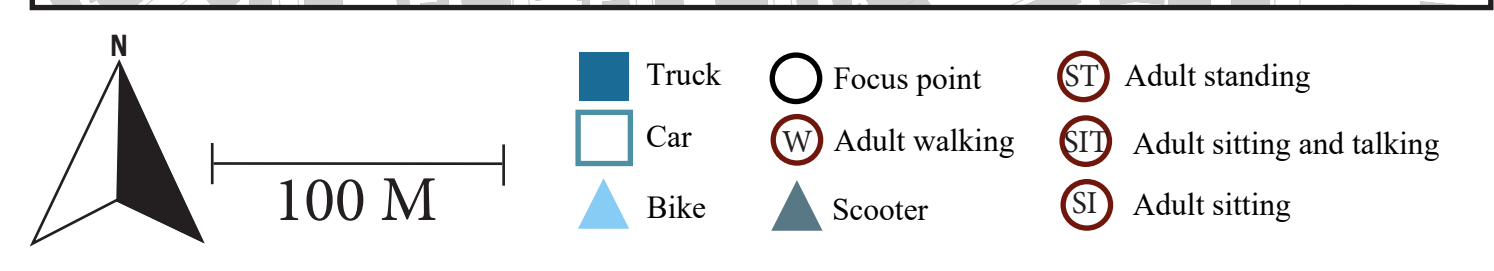 N
100 M
Truck
Car
Bike
Focus point
W Adult walking
Scooter
ST Adult standing
SIT Adult sitting and talking
SI Adult sitting